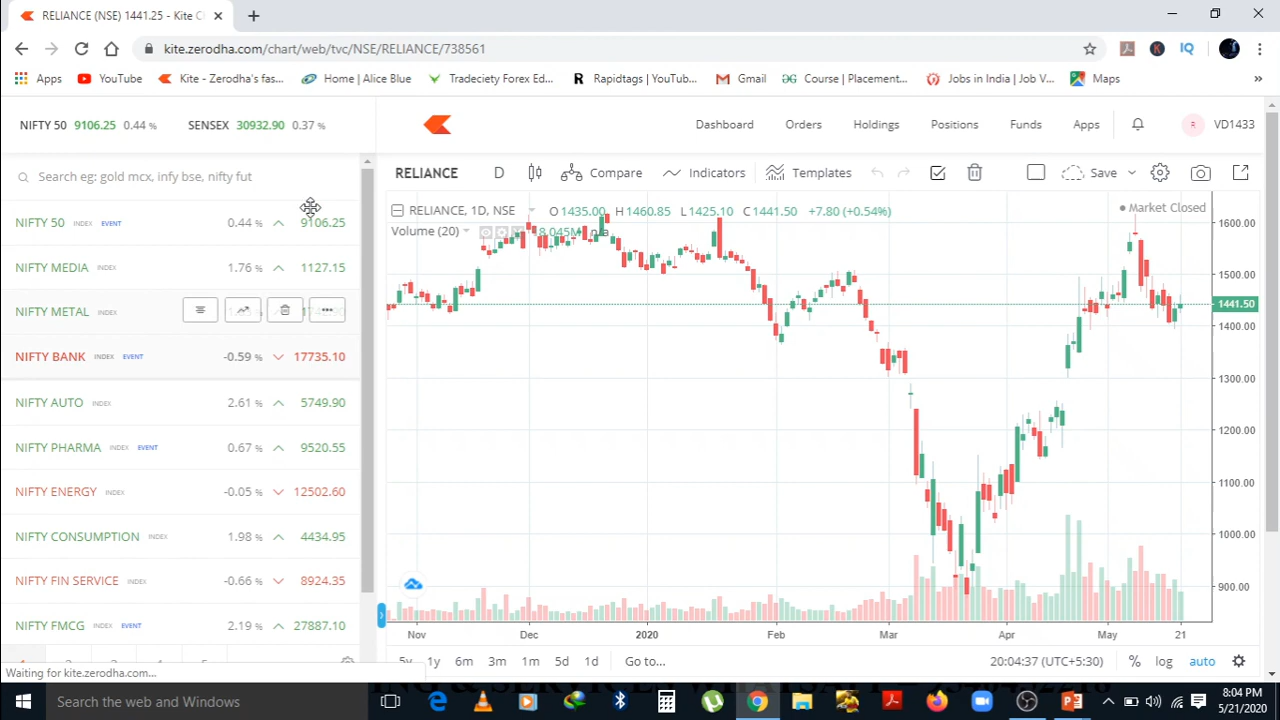 RELIANCE (NSE) 1441.25 - Kite C
kite.zerodha.com/chart/web/tvc/NSE/RELIANCE/738561
Apps YouTube Kite - Zerodha's fas... Home | Alice Blue Tradeciety Forex Ed... Rapidtags | YouTub... Gmail Course | Placement... Jobs in India | Job V... Maps »
NIFTY 50 9106.25 0.44 % SENSEX 30932.90 0.37 %
Dashboard Orders Holdings Positions Funds Apps R VD1433
Search eg: gold mcx, infy bse, nifty fut
RELIANCE D Compare Indicators Templates Save
NIFTY 50 INDEX EVENT 0.44 % 9106.25
NIFTY MEDIA INDEX 1.76 % 1127.15
NIFTY METAL INDEX
NIFTY BANK INDEX EVENT -0.59 % 17735.10
NIFTY AUTO INDEX 2.61 % 5749.90
NIFTY PHARMA INDEX EVENT 0.67 % 9520.55
NIFTY ENERGY INDEX -0.05 % 12502.60
NIFTY CONSUMPTION INDEX 1.98 % 4434.95
NIFTY FIN SERVICE INDEX -0.66 % 8924.35
NIFTY FMCG INDEX EVENT 2.19 % 27887.10
RELIANCE, 1D, NSE O1435.00 H1460.85 L1425.10 C1441.50 +7.80 (+0.54%)
Market Closed
Volume (20) 18.045M n/a
1600.00
1500.00
1441.50
1400.00
1300.00
1200.00
1100.00
1000.00
900.00
Nov Dec 2020 Feb Mar Apr May 21
5y 1y 6m 3m 1m 5d 1d Go to... 20:04:37 (UTC+5:30) % log auto
Waiting for kite.zerodha.com...
Search the web and Windows
8:04 PM
5/21/2020